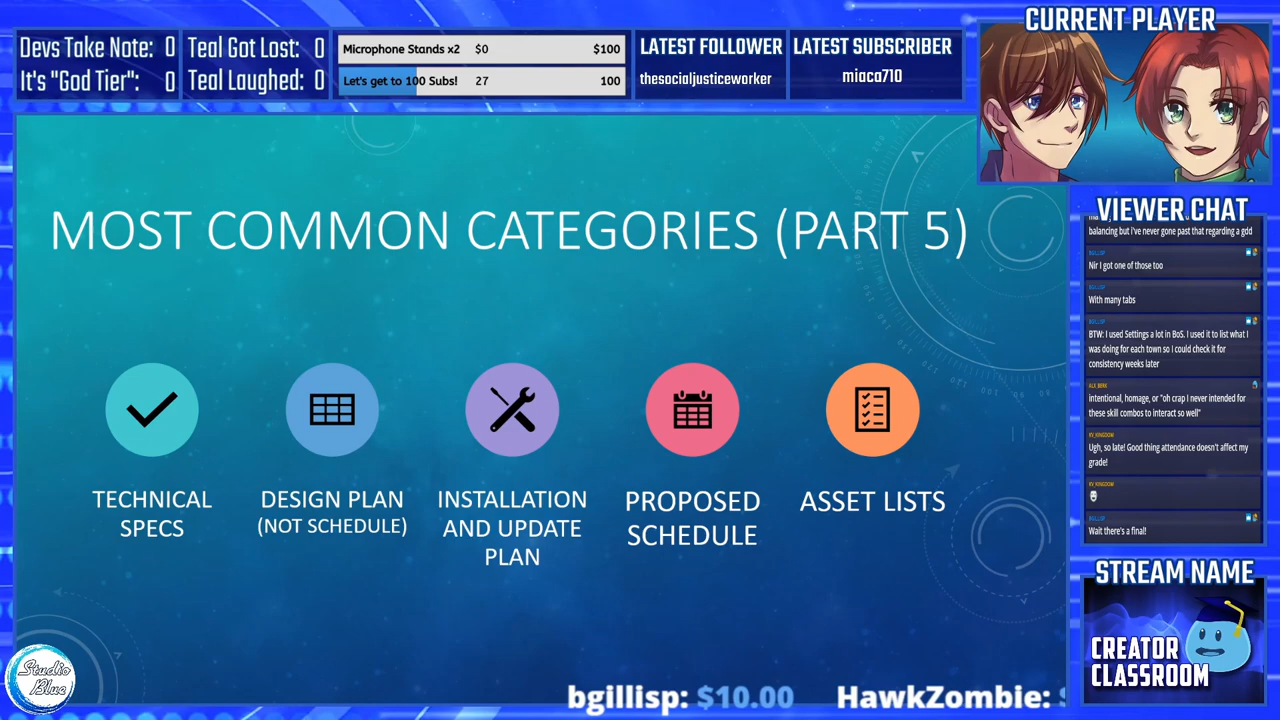 CURRENT PLAYER
Devs Take Note: 0
It's "God Tier": 0
Teal Got Lost: 0
Teal Laughed: 0
Microphone Stands x2 $0 $100
Let's get to 100 Subs! 27 100
LATEST FOLLOWER
thesocialjusticeworker
LATEST SUBSCRIBER
miaca710
MOST COMMON CATEGORIES (PART 5)
TECHNICAL
SPECS
DESIGN PLAN
(NOT SCHEDULE)
INSTALLATION
AND UPDATE
PLAN
PROPOSED
SCHEDULE
ASSET LISTS
VIEWER CHAT
balancing but i've never gone past that regarding a gdd
BGILLISP
Nir I got one of those too
BGILLISP
With many tabs
BGILLISP
BTW: I used Settings a lot in BoS. I used it to list what I
was doing for each town so I could check it for
consistency weeks later
ALX_BERK
intentional, homage, or "oh crap I never intended for
these skill combos to interact so well"
KV_KINGDOM
Ugh, so late! Good thing attendance doesn't affect my
grade!
KV_KINGDOM
BGILLISP
Wait there's a final!
STREAM NAME
CREATOR
CLASSROOM
Studio
Blue
bgillisp: $10.00 HawkZombie: